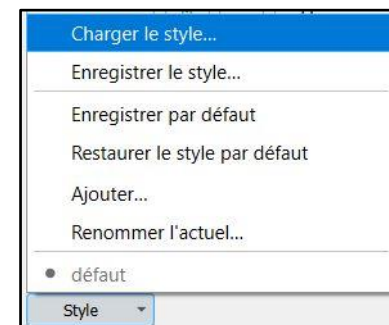 Charger le style...
Enregistrer le style...
Enregistrer par défaut
Restaurer le style par défaut
Ajouter...
Renommer l'actuel...
défaut
Style